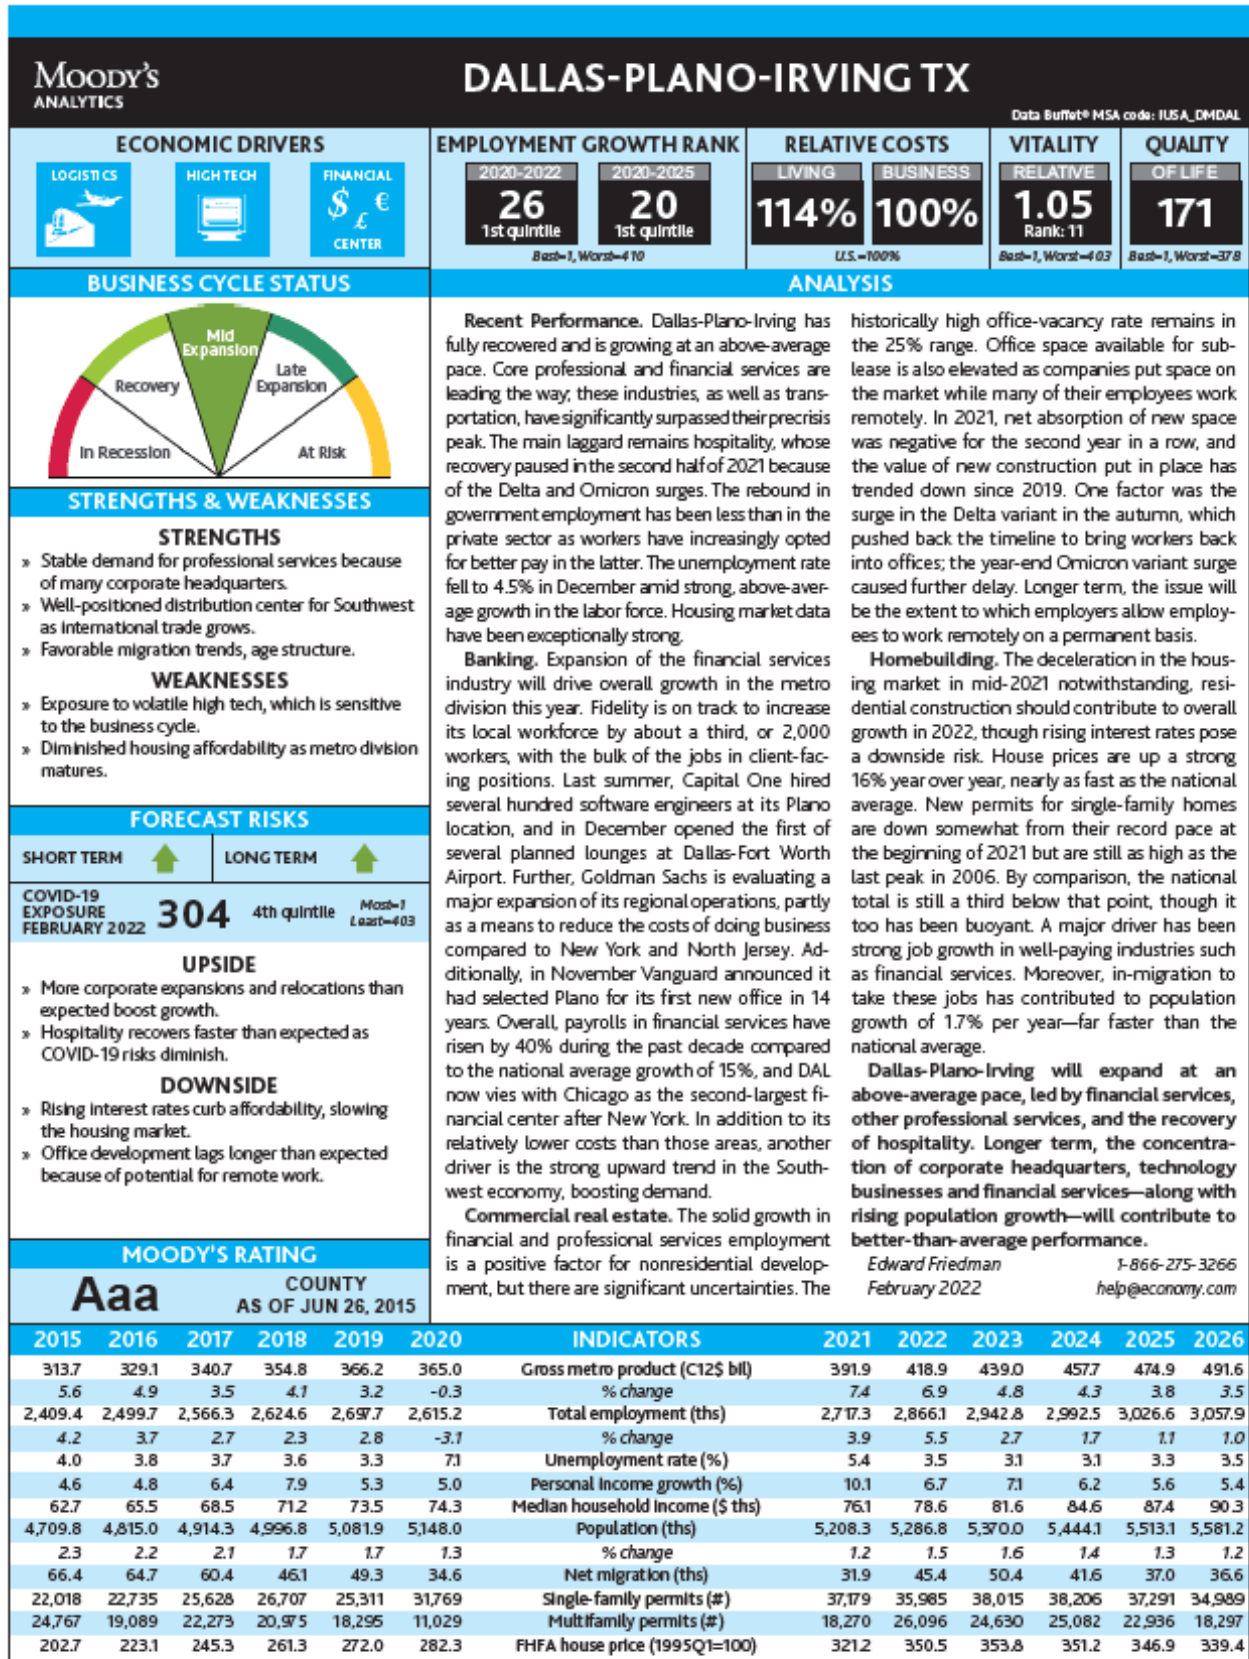 MOODY'S
ANALYTICS
DALLAS-PLANO-IRVING TX
Data Buffet® MSA code: IUSA_DMDAL
ECONOMIC DRIVERS
LOGISTICS
HIGH TECH
FINANCIAL
$ £ €
CENTER
EMPLOYMENT GROWTH RANK
2020-2022
26
1st quintile
2020-2025
20
1st quintile
Best=1, Worst=410
RELATIVE COSTS
LIVING
114%
BUSINESS
100%
U.S.=100%
VITALITY
RELATIVE
1.05
Rank: 11
Best=1, Worst=403
QUALITY
OF LIFE
171
Best=1, Worst=378
BUSINESS CYCLE STATUS
In Recession
Recovery
Mid
Expansion
Late
Expansion
At Risk
STRENGTHS & WEAKNESSES
STRENGTHS
» Stable demand for professional services because
of many corporate headquarters.
» Well-positioned distribution center for Southwest
as international trade grows.
» Favorable migration trends, age structure.
WEAKNESSES
» Exposure to volatile high tech, which is sensitive
to the business cycle.
» Diminished housing affordability as metro division
matures.
FORECAST RISKS
SHORT TERM
LONG TERM
COVID-19
EXPOSURE
FEBRUARY 2022
304
4th quintile
Most=1
Least=403
UPSIDE
» More corporate expansions and relocations than
expected boost growth.
» Hospitality recovers faster than expected as
COVID-19 risks diminish.
DOWNSIDE
» Rising interest rates curb affordability, slowing
the housing market.
» Office development lags longer than expected
because of potential for remote work.
MOODY'S RATING
Aaa
COUNTY
AS OF JUN 26, 2015
ANALYSIS
Recent Performance. Dallas-Plano-Irving has
fully recovered and is growing at an above-average
pace. Core professional and financial services are
leading the way; these industries, as well as trans-
portation, have significantly surpassed their precrisis
peak. The main laggard remains hospitality, whose
recovery paused in the second half of 2021 because
of the Delta and Omicron surges. The rebound in
government employment has been less than in the
private sector as workers have increasingly opted
for better pay in the latter. The unemployment rate
fell to 4.5% in December amid strong, above-aver-
age growth in the labor force. Housing market data
have been exceptionally strong.
Banking. Expansion of the financial services
industry will drive overall growth in the metro
division this year. Fidelity is on track to increase
its local workforce by about a third, or 2,000
workers, with the bulk of the jobs in client-fac-
ing positions. Last summer, Capital One hired
several hundred software engineers at its Plano
location, and in December opened the first of
several planned lounges at Dallas-Fort Worth
Airport. Further, Goldman Sachs is evaluating a
major expansion of its regional operations, partly
as a means to reduce the costs of doing business
compared to New York and North Jersey. Ad-
ditionally, in November Vanguard announced it
had selected Plano for its first new office in 14
years. Overall, payrolls in financial services have
risen by 40% during the past decade compared
to the national average growth of 15%, and DAL
now vies with Chicago as the second-largest fi-
nancial center after New York. In addition to its
relatively lower costs than those areas, another
driver is the strong upward trend in the South-
west economy, boosting demand.
Commercial real estate. The solid growth in
financial and professional services employment
is a positive factor for nonresidential develop-
ment, but there are significant uncertainties. The
historically high office-vacancy rate remains in
the 25% range. Office space available for sub-
lease is also elevated as companies put space on
the market while many of their employees work
remotely. In 2021, net absorption of new space
was negative for the second year in a row, and
the value of new construction put in place has
trended down since 2019. One factor was the
surge in the Delta variant in the autumn, which
pushed back the timeline to bring workers back
into offices; the year-end Omicron variant surge
caused further delay. Longer term, the issue will
be the extent to which employers allow employ-
ees to work remotely on a permanent basis.
Homebuilding. The deceleration in the hous-
ing market in mid-2021 notwithstanding, resi-
dential construction should contribute to overall
growth in 2022, though rising interest rates pose
a downside risk. House prices are up a strong
16% year over year, nearly as fast as the national
average. New permits for single-family homes
are down somewhat from their record pace at
the beginning of 2021 but are still as high as the
last peak in 2006. By comparison, the national
total is still a third below that point, though it
too has been buoyant. A major driver has been
strong job growth in well-paying industries such
as financial services. Moreover, in-migration to
take these jobs has contributed to population
growth of 1.7% per year—far faster than the
national average.
Dallas-Plano-Irving will expand at an
above-average pace, led by financial services,
other professional services, and the recovery
of hospitality. Longer term, the concentra-
tion of corporate headquarters, technology
businesses and financial services—along with
rising population growth—will contribute to
better-than-average performance.
Edward Friedman 1-866-275-3266
February 2022 help@economy.com
2015 2016 2017 2018 2019 2020 INDICATORS 2021 2022 2023 2024 2025 2026
313.7 329.1 340.7 354.8 366.2 365.0 Gross metro product (C12$ bil) 391.9 418.9 439.0 457.7 474.9 491.6
5.6 4.9 3.5 4.1 3.2 -0.3 % change 7.4 6.9 4.8 4.3 3.8 3.5
2,409.4 2,499.7 2,566.3 2,624.6 2,697.7 2,615.2 Total employment (ths) 2,717.3 2,866.1 2,942.8 2,992.5 3,026.6 3,057.9
4.2 3.7 2.7 2.3 2.8 -3.1 % change 3.9 5.5 2.7 1.7 1.1 1.0
4.0 3.8 3.7 3.6 3.3 7.1 Unemployment rate (%) 5.4 3.5 3.1 3.1 3.3 3.5
4.6 4.8 6.4 7.9 5.3 5.0 Personal income growth (%) 10.1 6.7 7.1 6.2 5.6 5.4
62.7 65.5 68.5 71.2 73.5 74.3 Median household income ($ ths) 76.1 78.6 81.6 84.6 87.4 90.3
4,709.8 4,815.0 4,914.3 4,996.8 5,081.9 5,148.0 Population (ths) 5,208.3 5,286.8 5,370.0 5,444.1 5,513.1 5,581.2
2.3 2.2 2.1 1.7 1.7 1.3 % change 1.2 1.5 1.6 1.4 1.3 1.2
66.4 64.7 60.4 46.1 49.3 34.6 Net migration (ths) 31.9 45.4 50.4 41.6 37.0 36.6
22,018 22,735 25,628 26,707 25,311 31,769 Single-family permits (#) 37,179 35,985 38,015 38,206 37,291 34,989
24,767 19,089 22,273 20,975 18,295 11,029 Multifamily permits (#) 18,270 26,096 24,630 25,082 22,936 18,297
202.7 223.1 245.3 261.3 272.0 282.3 FHFA house price (1995Q1=100) 321.2 350.5 353.8 351.2 346.9 339.4